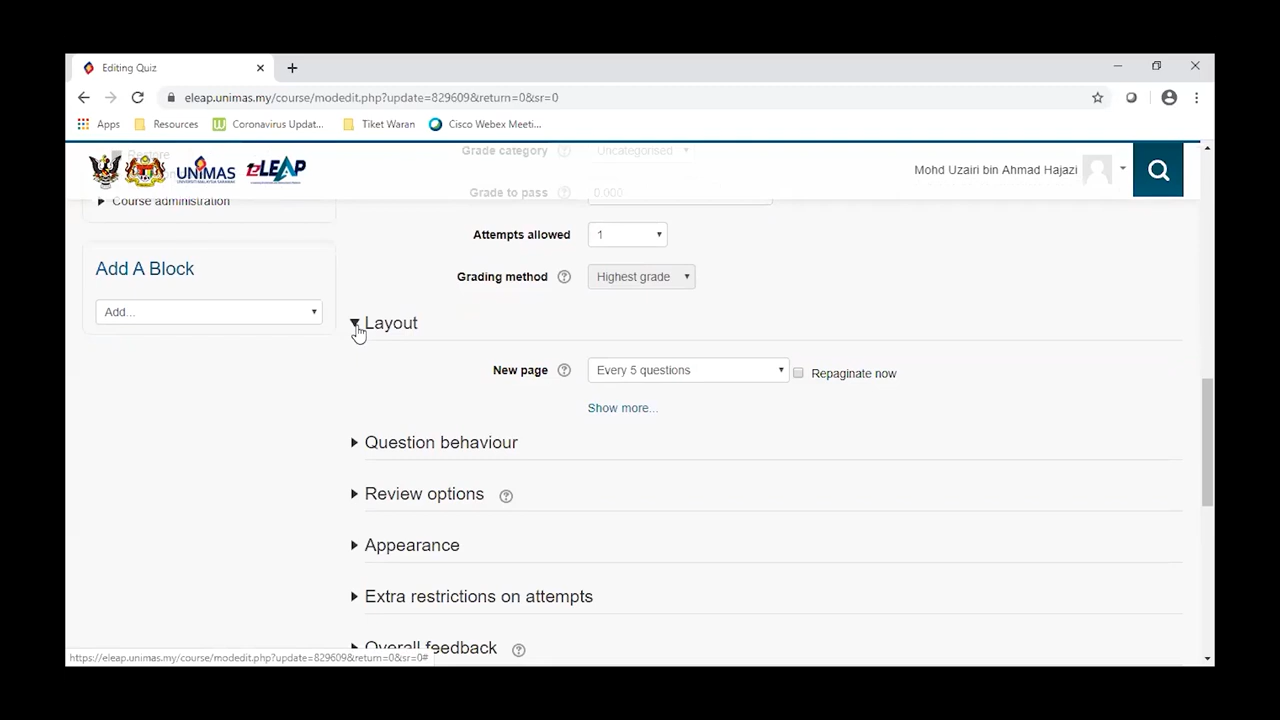 Editing Quiz
eleap.unimas.my/course/modedit.php?update=829609&return=0&sr=0
Apps Resources Coronavirus Updat... Tiket Waran Cisco Webex Meeti...
Restore
Grade category Uncategorised
UNIMAS eLEAP
Mohd Uzairi bin Ahmad Hajazi
Grade to pass 0.000
Course administration
Attempts allowed 1
Add A Block
Grading method Highest grade
Add...
Layout
New page Every 5 questions Repaginate now
Show more...
Question behaviour
Review options
Appearance
Extra restrictions on attempts
Overall feedback
https://eleap.unimas.my/course/modedit.php?update=829609&return=0&sr=0#